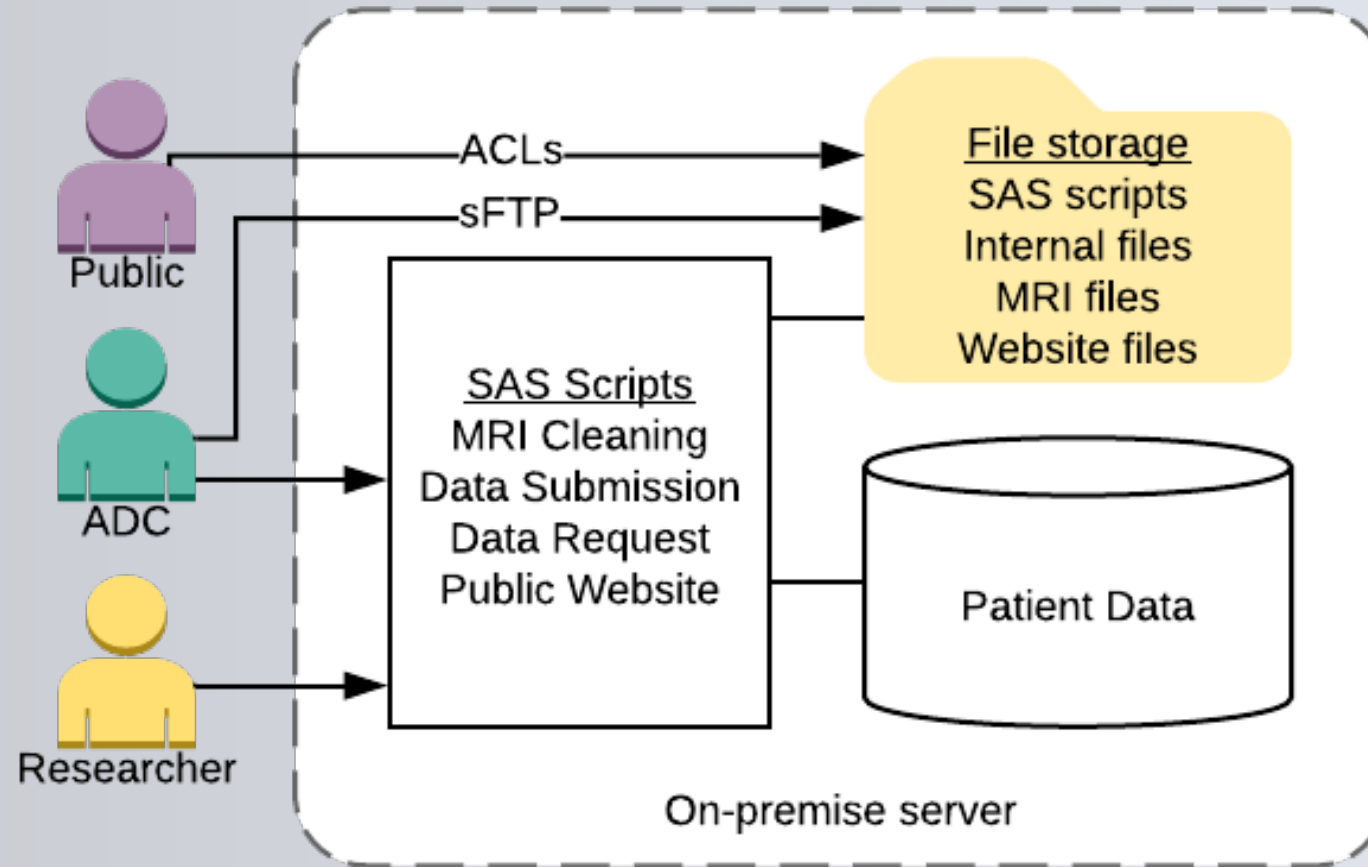 Public
ADC
Researcher
ACLs
sFTP
File storage
SAS scripts
Internal files
MRI files
Website files
SAS Scripts
MRI Cleaning
Data Submission
Data Request
Public Website
Patient Data
On-premise server